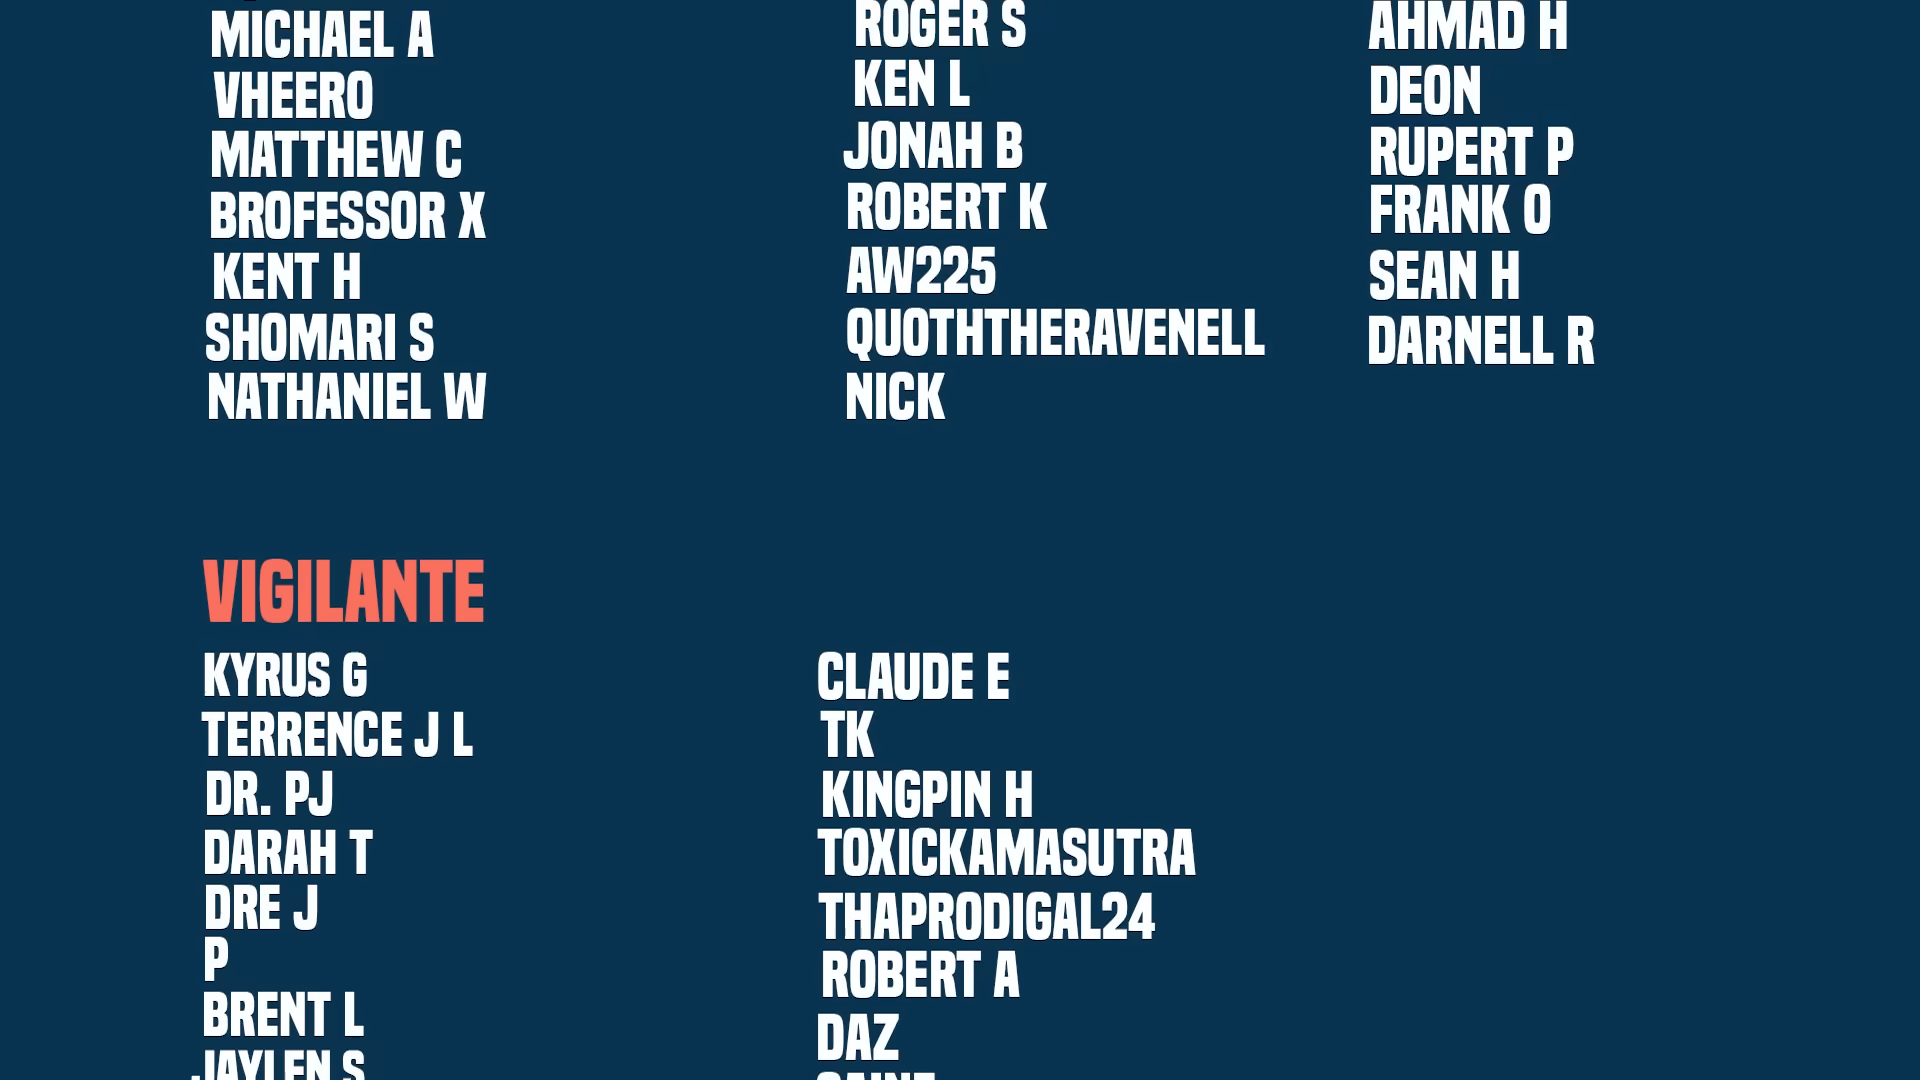 MICHAEL A
VHEERO
MATTHEW C
BROFESSOR X
KENT H
SHOMARI S
NATHANIEL W
ROGER S
KEN L
JONAH B
ROBERT K
AW225
QUOTHTHERAVENELL
NICK
AHMAD H
DEON
RUPERT P
FRANK O
SEAN H
DARNELL R
VIGILANTE
KYRUS G
TERRENCE J L
DR. PJ
DARAH T
DRE J
P
BRENT L
JAYLEN S
CLAUDE E
TK
KINGPIN H
TOXICKAMASUTRA
THAPRODIGAL24
ROBERT A
DAZ